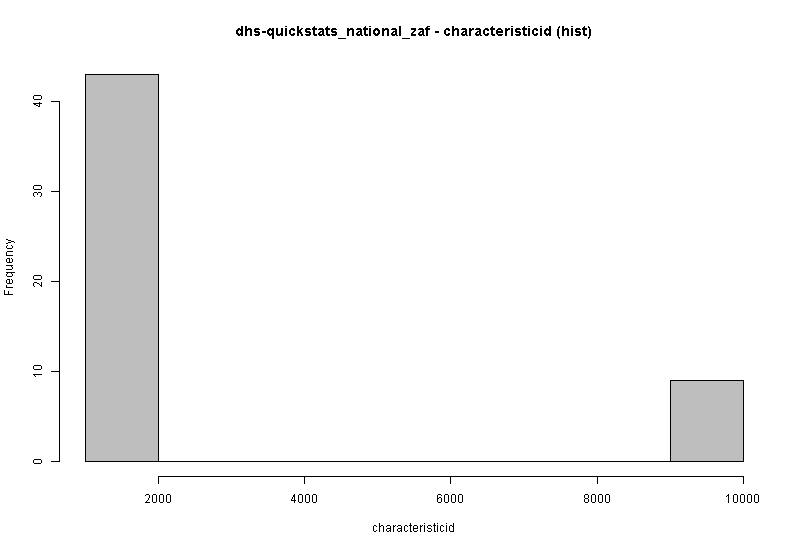 dhs-quickstats_national_zaf - characteristicid (hist)
Frequency
40
30
20
10
0
2000 4000 6000 8000 10000
characteristicid